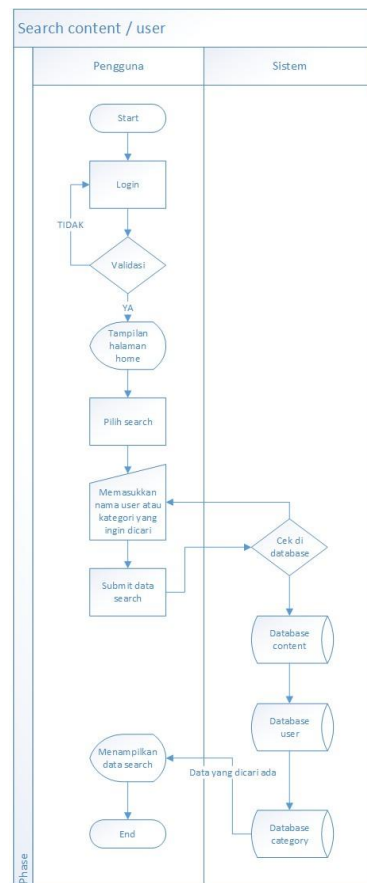 Search content / user
Pengguna
Sistem
Start
Login
TIDAK
Validasi
YA
Tampilan
halaman
home
Pilih search
Memasukkan
nama user atau
kategori yang
ingin dicari
Cek di
database
Submit data
search
Database
content
Database
user
Menampilkan
data search
Data yang dicari ada
Database
category
End
Phase